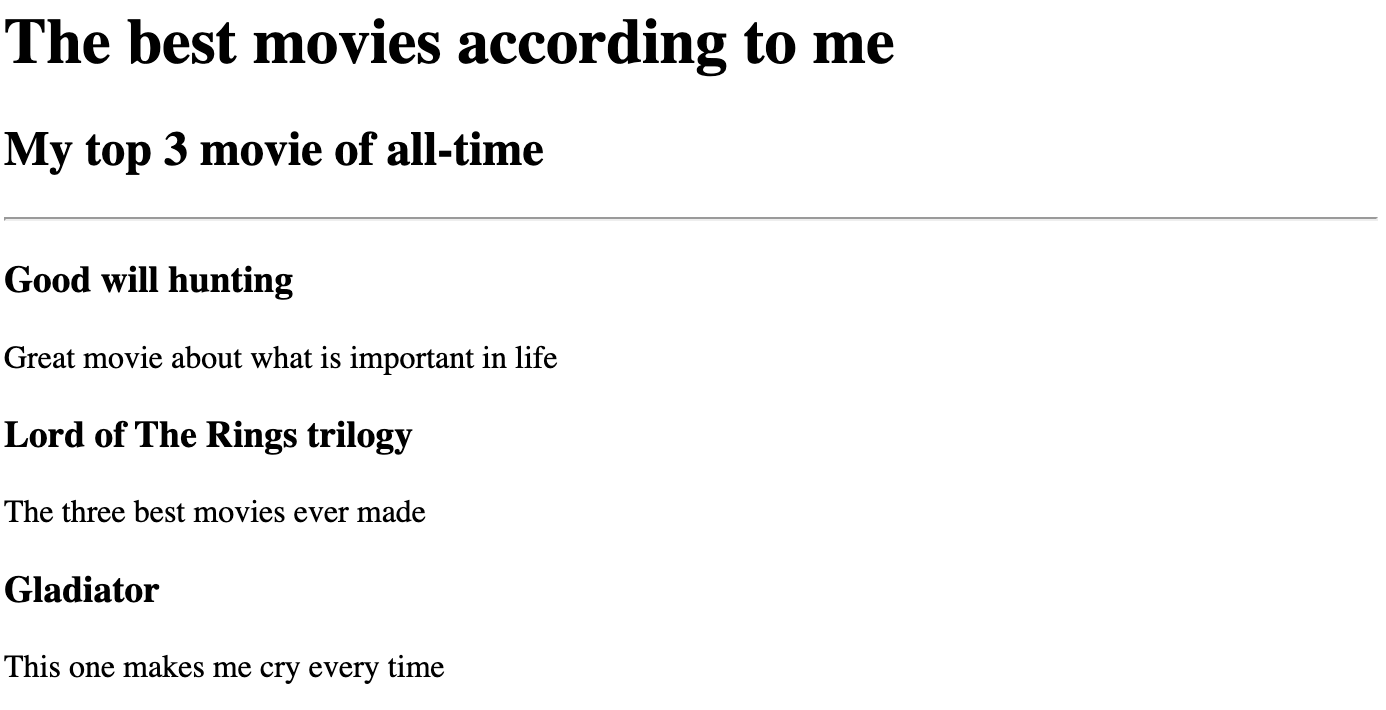 The best movies according to me
My top 3 movie of all-time
Good will hunting
Great movie about what is important in life
Lord of The Rings trilogy
The three best movies ever made
Gladiator
This one makes me cry every time